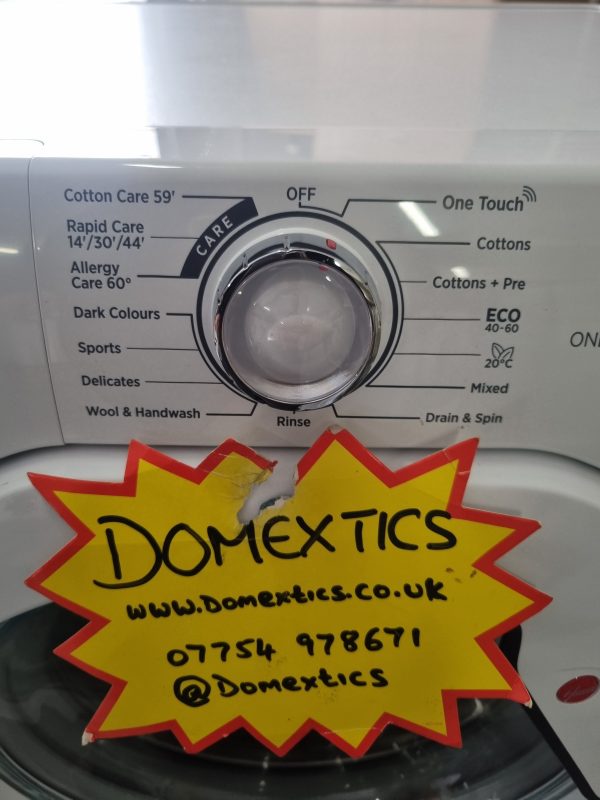 OFF
Cotton Care 59'
Rapid Care
14'/30'/44'
Allergy
Care 60°
CARE
Dark Colours
Sports
Delicates
Wool & Handwash
Rinse
One Touch
Cottons
Cottons + Pre
ECO
40-60
20°C
Mixed
Drain & Spin
DOMEXTICS
www.Domextics.co.uk
07754 978671
@Domextics